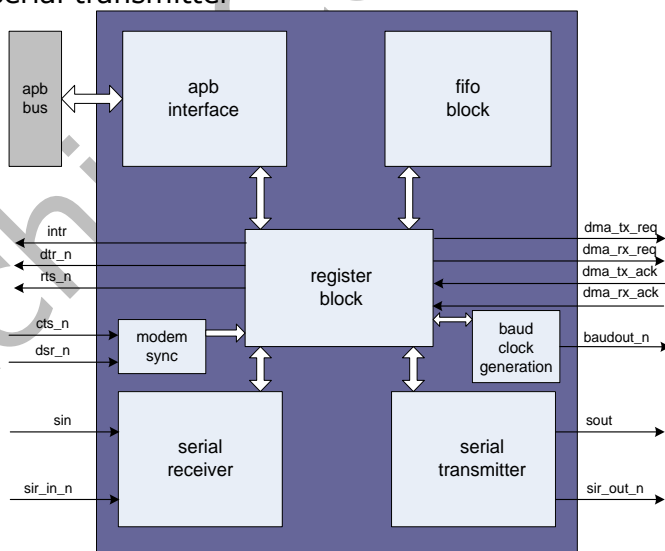 serial transmitter
apb
bus
apb
interface
fifo
block
intr
dtr_n
rts_n
register
block
dma_tx_req
dma_rx_req
dma_tx_ack
dma_rx_ack
cts_n
dsr_n
modem
sync
baud
clock
generation
baudout_n
sin
sir_in_n
serial
receiver
serial
transmitter
sout
sir_out_n